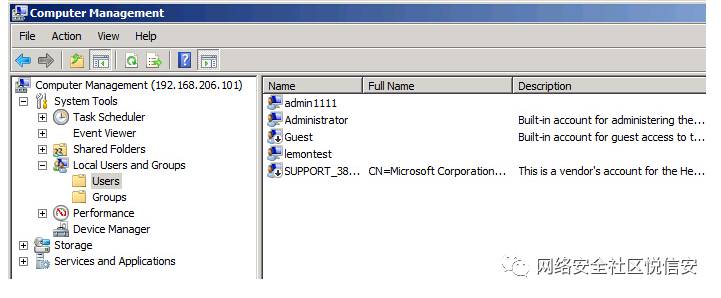 Computer Management
File Action View Help
Computer Management (192.168.206.101)
System Tools
Task Scheduler
Event Viewer
Shared Folders
Local Users and Groups
Users
Groups
Performance
Device Manager
Storage
Services and Applications
Name Full Name Description
admin1111
Administrator Built-in account for administering the...
Guest Built-in account for guest access to t...
lemontest
SUPPORT_38... CN=Microsoft Corporation... This is a vendor's account for the He...
网络安全社区悦信安